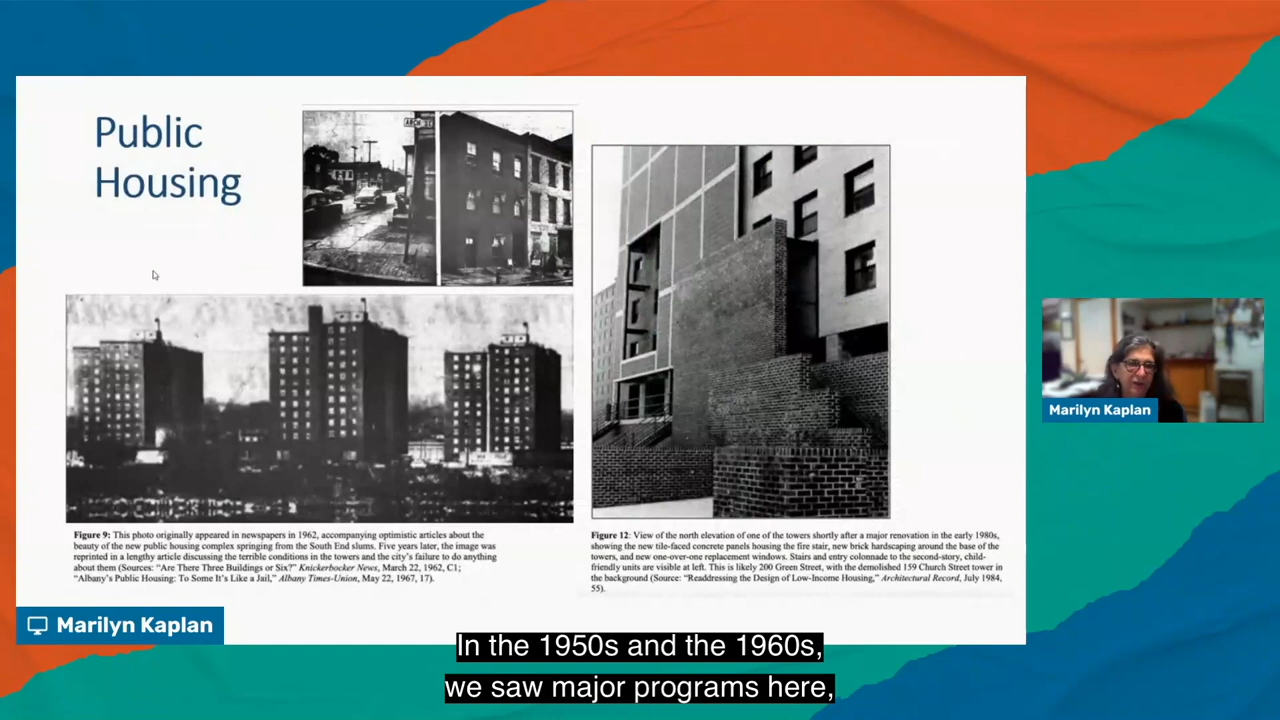 Public
Housing
ARCH ST
Figure 9: This photo originally appeared in newspapers in 1962, accompanying optimistic articles about the
beauty of the new public housing complex springing from the South End slums. Five years later, the image was
reprinted in a lengthy article discussing the terrible conditions in the towers and the city's failure to do anything
about them (Sources: "Are There Three Buildings or Six?" Knickerbocker News, March 22, 1962, C1;
"Albany's Public Housing: To Some It's Like a Jail," Albany Times-Union, May 22, 1967, 17).
Figure 12: View of the north elevation of one of the towers shortly after a major renovation in the early 1980s,
showing the new tile-faced concrete panels housing the fire stair, new brick hardscaping around the base of the
towers, and new one-over-one replacement windows. Stairs and entry colonnade to the second-story, child-
friendly units are visible at left. This is likely 200 Green Street, with the demolished 159 Church Street tower in
the background (Source: "Readdressing the Design of Low-Income Housing," Architectural Record, July 1984,
55).
Marilyn Kaplan
Marilyn Kaplan
In the 1950s and the 1960s,
we saw major programs here,